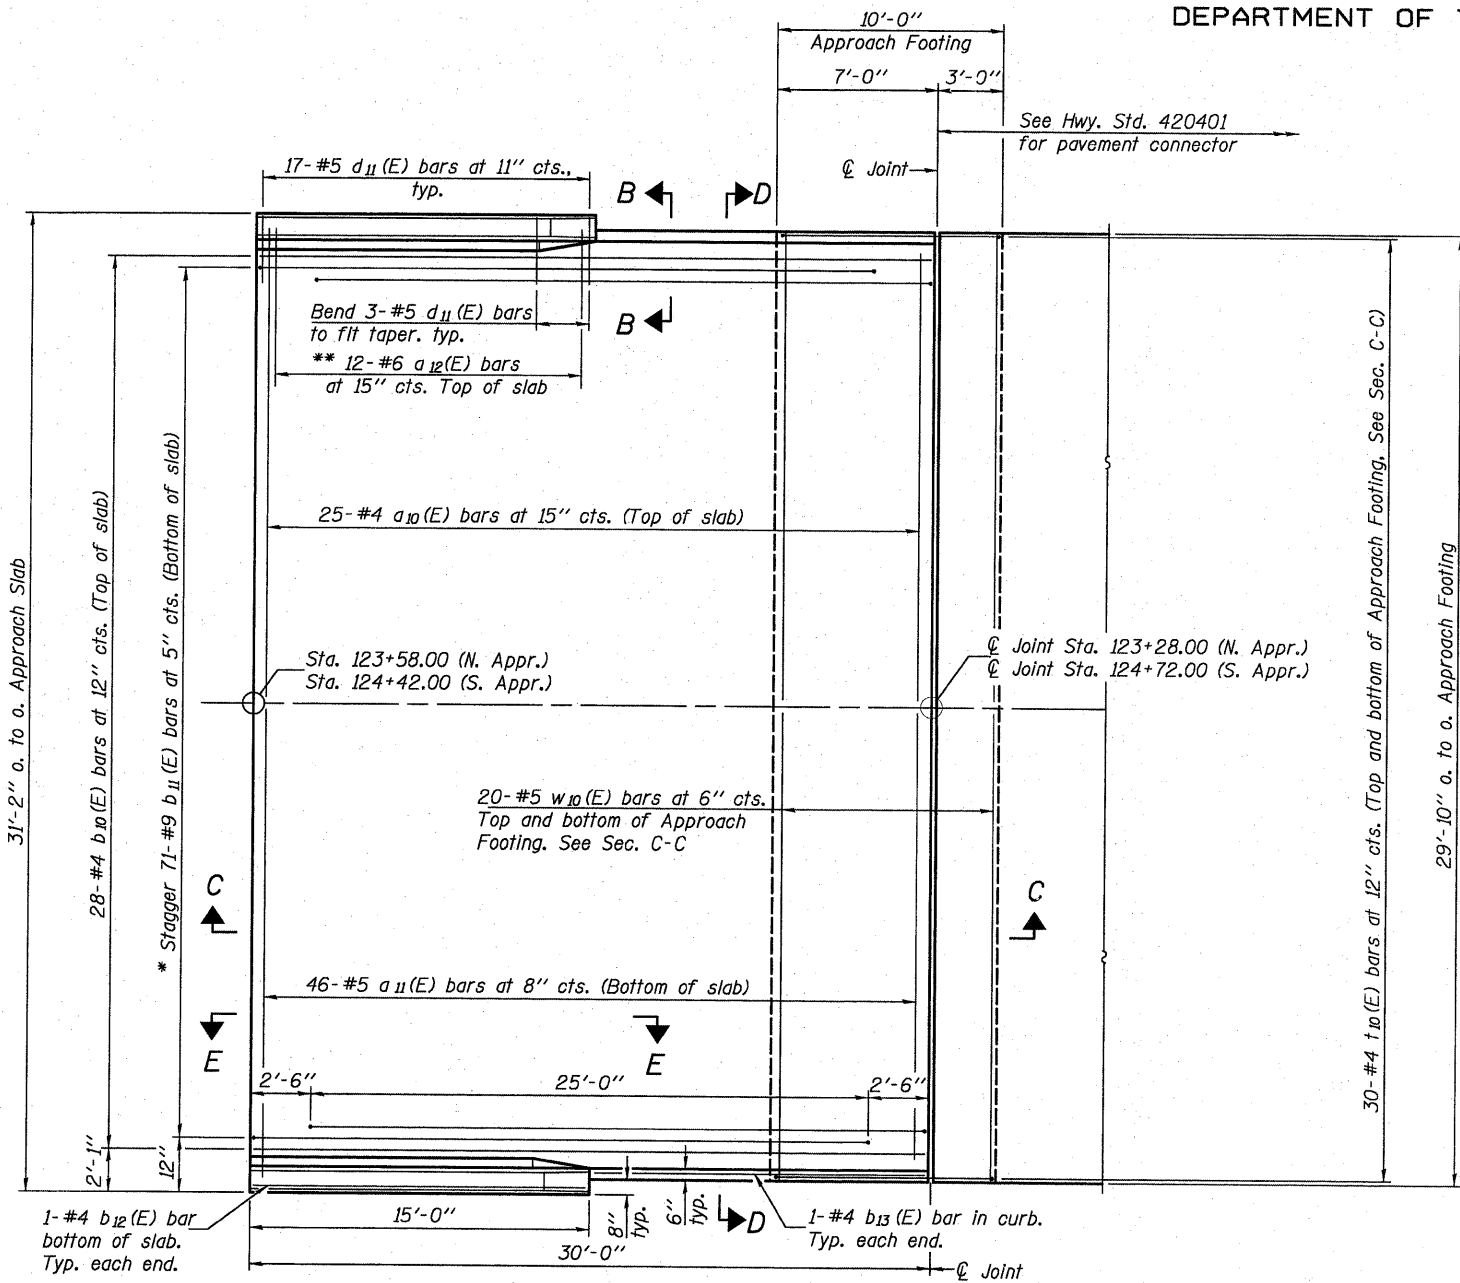 DEPARTMENT OF
10'-0"
Approach Footing
7'-0"
3'-0"
See Hwy. Std. 420401
for pavement connector
℄ Joint
17-#5 d11(E) bars at 11" cts.,
typ.
B
D
Bend 3-#5 d11(E) bars
to fit taper. typ.
B
** 12-#6 a12(E) bars
at 15" cts. Top of slab
31'-2" o. to o. Approach Slab
28-#4 b10(E) bars at 12" cts. (Top of slab)
* Stagger 71-#9 b11(E) bars at 5" cts. (Bottom of slab)
25-#4 a10(E) bars at 15" cts. (Top of slab)
30-#4 t10(E) bars at 12" cts. (Top and bottom of Approach Footing. See Sec. C-C)
29'-10" o. to o. Approach Footing
Sta. 123+58.00 (N. Appr.)
Sta. 124+42.00 (S. Appr.)
℄ Joint Sta. 123+28.00 (N. Appr.)
℄ Joint Sta. 124+72.00 (S. Appr.)
20-#5 w10(E) bars at 6" cts.
Top and bottom of Approach
Footing. See Sec. C-C
C
C
46-#5 a11(E) bars at 8" cts. (Bottom of slab)
E
E
2'-6"
25'-0"
2'-6"
2'-1"
12"
1-#4 b12(E) bar
bottom of slab.
Typ. each end.
15'-0"
30'-0"
8"
typ.
6"
typ.
D
1-#4 b13(E) bar in curb.
Typ. each end.
℄ Joint